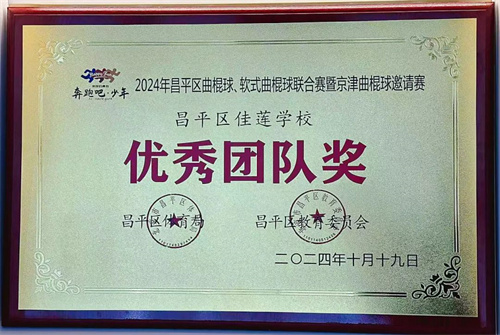 奔跑吧·少年
2024年昌平区曲棍球、软式曲棍球联合赛暨京津曲棍球邀请赛
昌平区佳莲学校
优秀团队奖
昌平区体育局
昌平区教育委员会
二〇二四年十月十九日